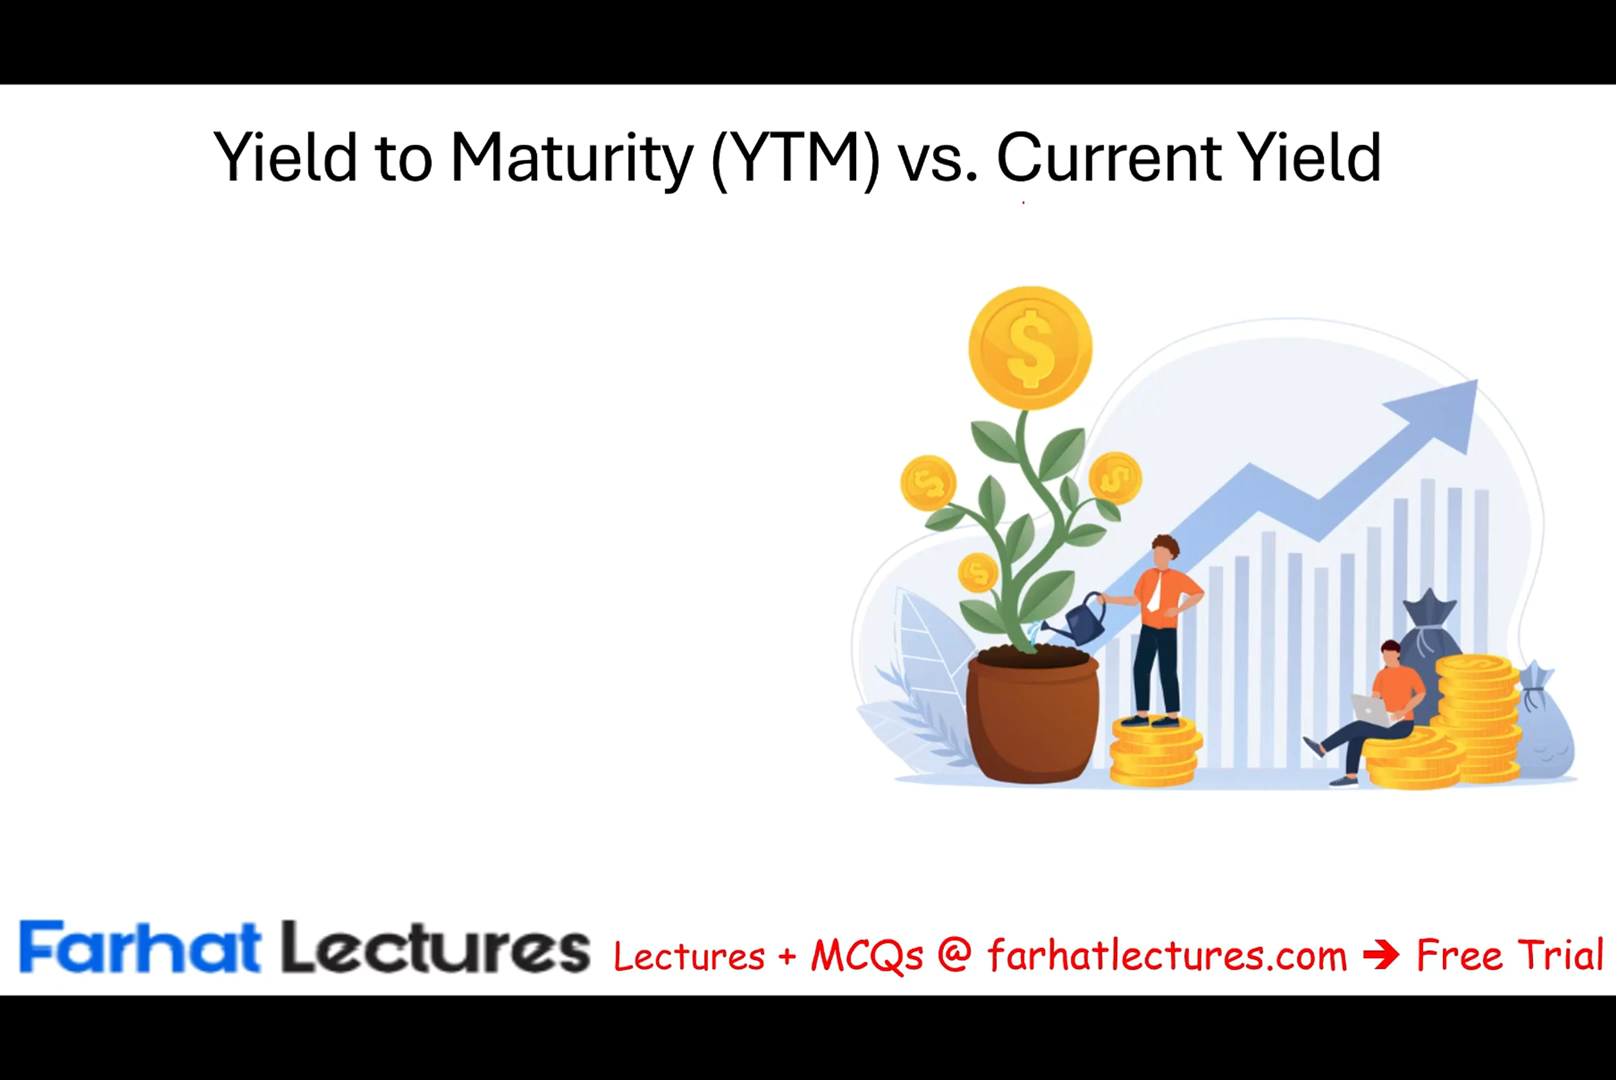 Yield to Maturity (YTM) vs. Current Yield
$
$
$
$
Farhat Lectures Lectures + MCQs @ farhatlectures.com ➔ Free Trial